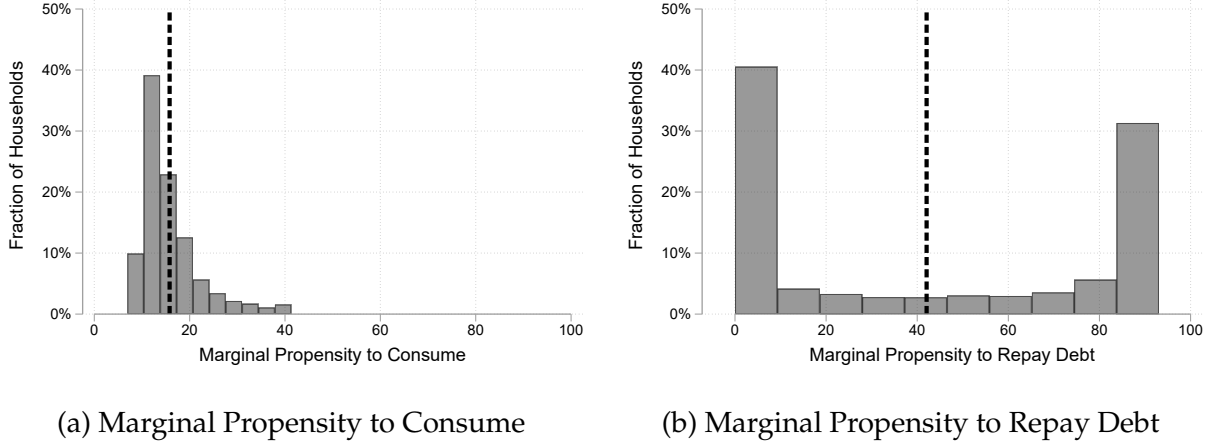 50%
40%
30%
20%
10%
0%
Fraction of Households
0 20 40 60 80 100
Marginal Propensity to Consume
(a) Marginal Propensity to Consume
50%
40%
30%
20%
10%
0%
Fraction of Households
0 20 40 60 80 100
Marginal Propensity to Repay Debt
(b) Marginal Propensity to Repay Debt